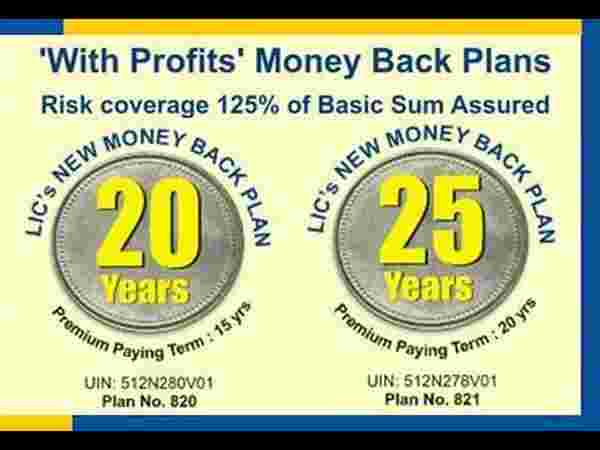 'With Profits' Money Back Plans
Risk coverage 125% of Basic Sum Assured
LIC's NEW MONEY BACK PLAN
20
Years
Premium Paying Term : 15 yrs
UIN: 512N280V01
Plan No. 820
LIC's NEW MONEY BACK PLAN
25
Years
Premium Paying Term : 20 yrs
UIN: 512N278V01
Plan No. 821